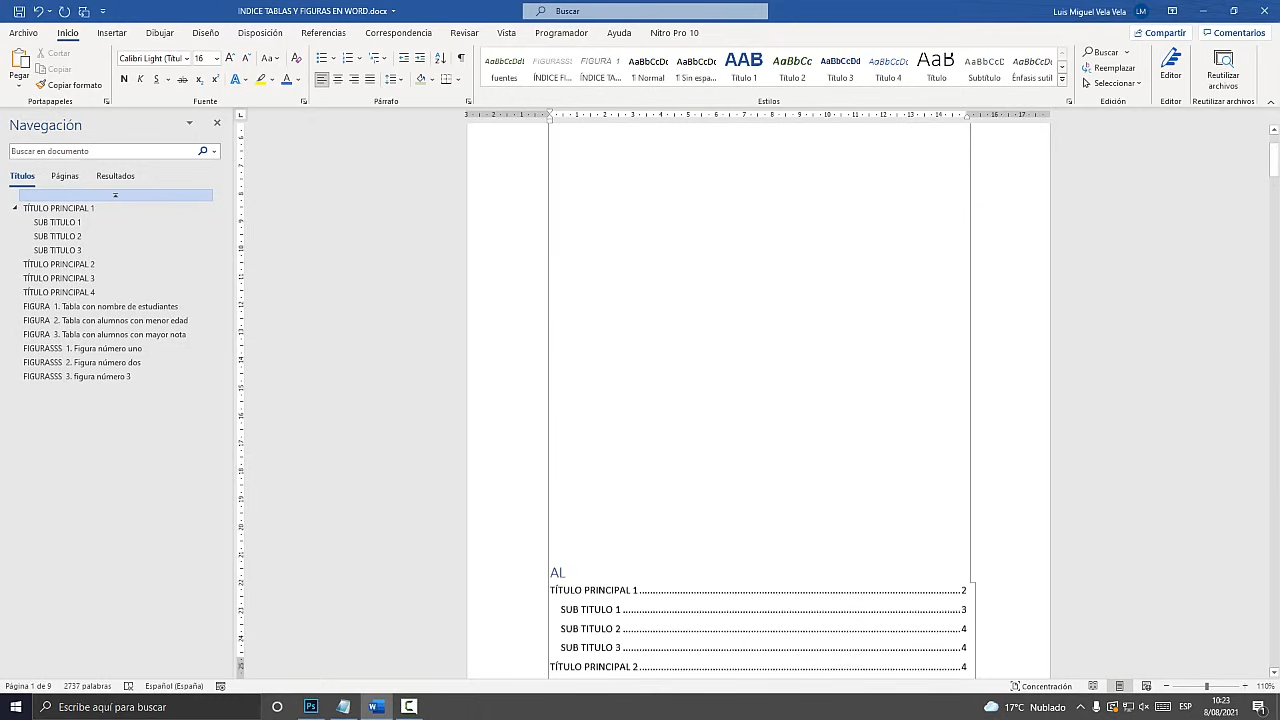 INDICE TABLAS Y FIGURAS EN WORD.docx
Buscar
Luis Miguel Vela Vela
LM
Archivo Inicio Insertar Dibujar Diseño Disposición Referencias Correspondencia Revisar Vista Programador Ayuda Nitro Pro 10
Compartir Comentarios
Pegar
Cortar
Copiar
Copiar formato
Portapapeles
Calibri Light (Títul 16
Fuente
Párrafo
AaBbCcDdI fuentes
FIGURASS1 ÍNDICE FI...
FIGURA 1 ÍNDICE TA...
AaBbCcDc ¶ Normal
AaBbCcDc ¶ Sin espa...
AAB Título 1
AaBbCc Título 2
AaBbCcDd Título 3
AaBbCcDc Título 4
AaB Título
AaBbCcDc Subtítulo
AaBbCcDc Énfasis sutil
Estilos
Buscar
Reemplazar
Seleccionar
Edición
Editor
Editor
Reutilizar archivos
Reutilizar archivos
Navegación
Buscar en documento
Títulos Páginas Resultados
TÍTULO PRINCIPAL 1
SUB TITULO 1
SUB TITULO 2
SUB TITULO 3
TÍTULO PRINCIPAL 2
TÍTULO PRINCIPAL 3
TÍTULO PRINCIPAL 4
FIGURA 1. Tabla con nombre de estudiantes
FIGURA 2. Tabla con alumnos con menor edad
FIGURA 3. Tabla con alumnos con mayor nota
FIGURASSS 1. Figura número uno
FIGURASSS 2. Figura número dos
FIGURASSS 3. figura número 3
AL
TÍTULO PRINCIPAL 1 2
SUB TITULO 1 3
SUB TITULO 2 4
SUB TITULO 3 4
TÍTULO PRINCIPAL 2 4
Página 1 de 9 2737 palabras Español (España)
Concentración
110%
Escribe aquí para buscar
Ps
17°C Nublado
ESP
10:23
8/08/2021